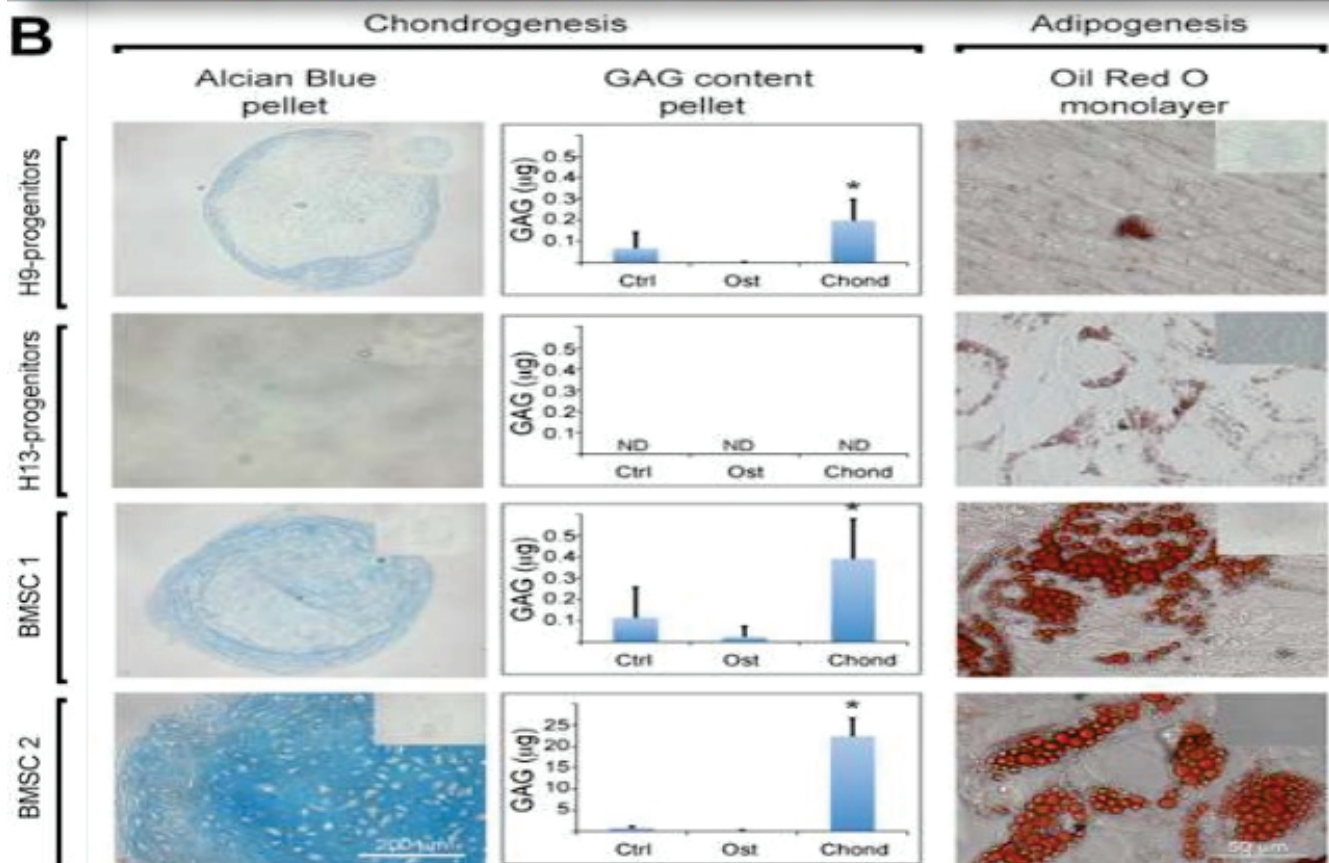 B
Chondrogenesis
Adipogenesis
Alcian Blue
pellet
GAG content
pellet
Oil Red O
monolayer
H9-progenitors
GAG (µg)
0.5
0.4
0.3
0.2
0.1
*
Ctrl Ost Chond
H13-progenitors
GAG (µg)
0.5
0.4
0.3
0.2
0.1
ND ND ND
Ctrl Ost Chond
BMSC 1
GAG (µg)
0.5
0.4
0.3
0.2
0.1
*
Ctrl Ost Chond
BMSC 2
200 µm
GAG (µg)
25
20
15
10
5
*
Ctrl Ost Chond
50 µm